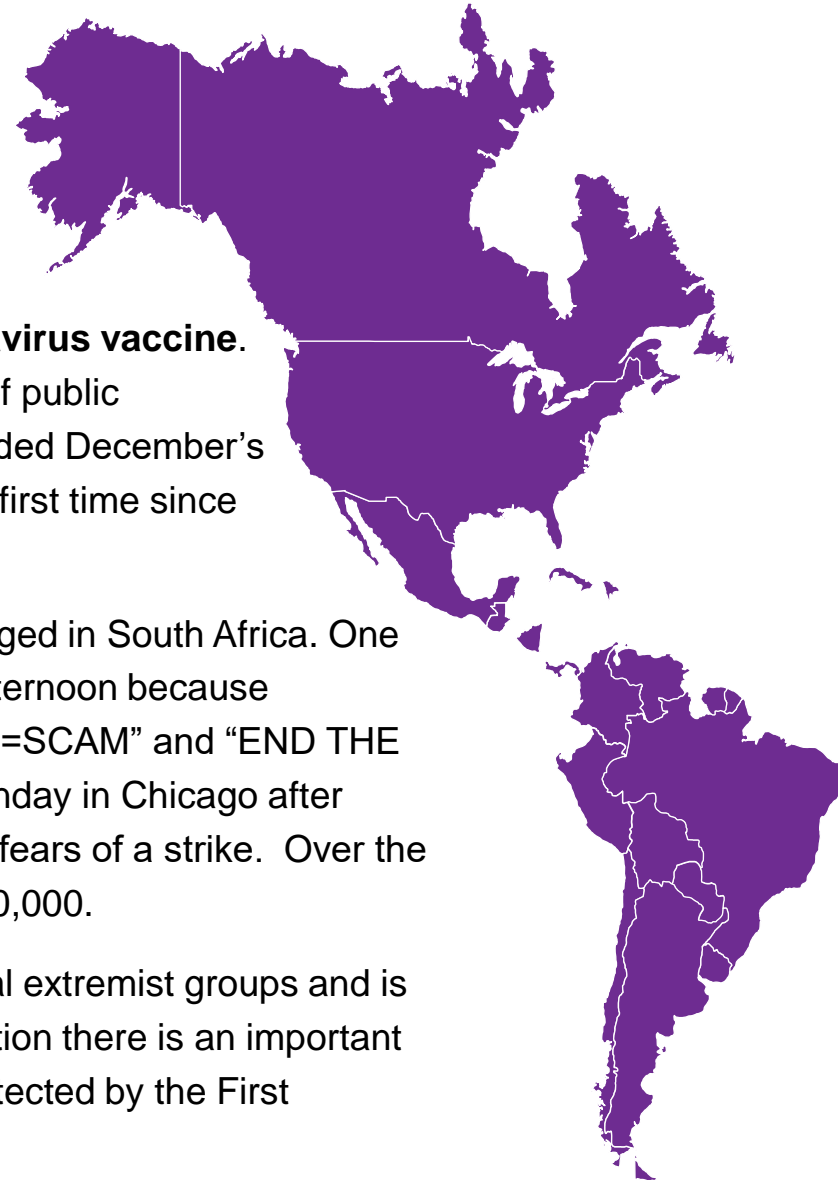 avirus vaccine.
f public
ded December’s
first time since
ged in South Africa. One
ternoon because
=SCAM” and “END THE
nday in Chicago after
fears of a strike.  Over the
0,000.
al extremist groups and is
tion there is an important
tected by the First